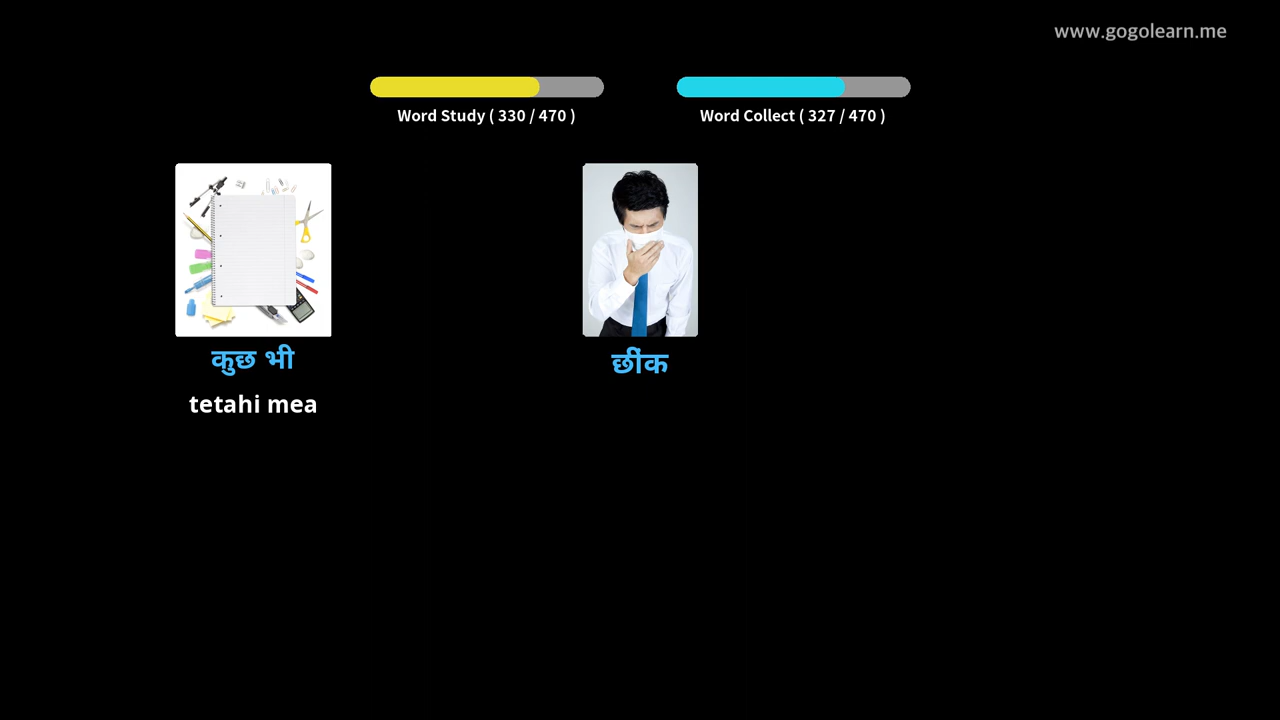 www.gogolearn.me
Word Study ( 330 / 470 )
Word Collect ( 327 / 470 )
कुछ भी
छींक
tetahi mea